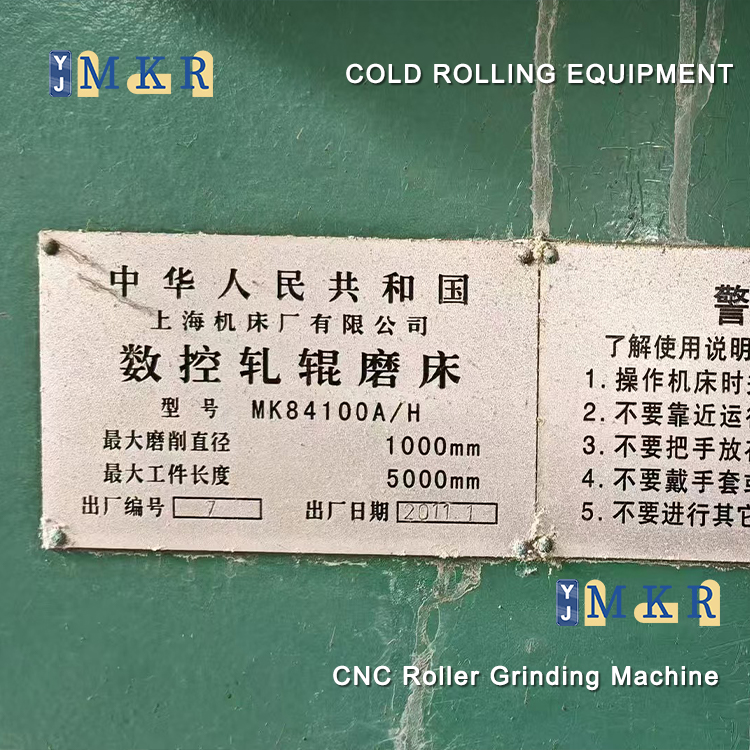 YJ MKR
COLD ROLLING EQUIPMENT
中华人民共和国
上海机床厂有限公司
数控轧辊磨床
型号 MK84100A/H
最大磨削直径 1000mm
最大工件长度 5000mm
出厂编号 7 出厂日期 2011.1
警
了解使用说明
1. 操作机床时
2. 不要靠近运
3. 不要把手放
4. 不要戴手套
5. 不要进行其它
YJ MKR
CNC Roller Grinding Machine